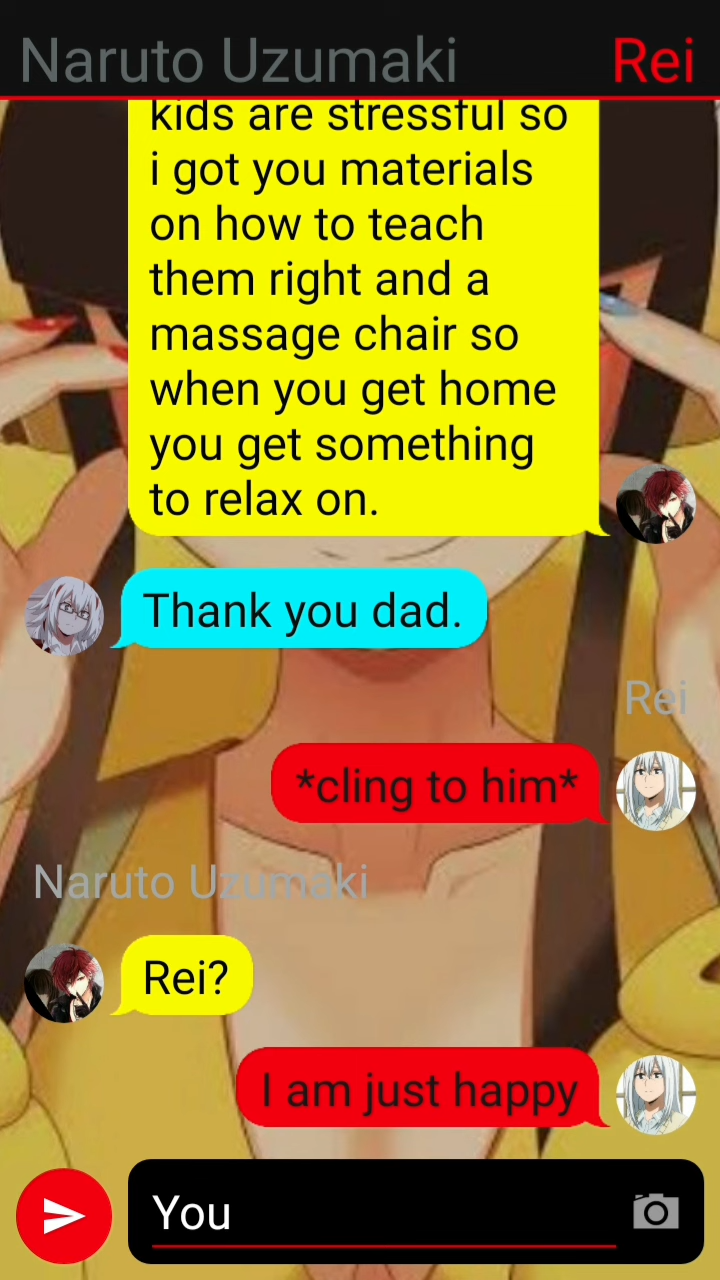 Naruto Uzumaki Rei
kids are stressful so
i got you materials
on how to teach
them right and a
massage chair so
when you get home
you get something
to relax on.
Thank you dad.
Rei
*cling to him*
Naruto Uzumaki
Rei?
I am just happy
You